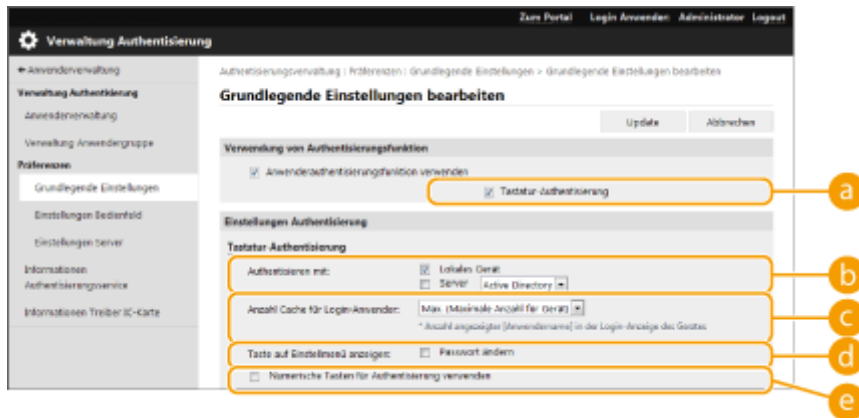 Zum Portal Login Anwender: Administrator Logout
Verwaltung Authentisierung
Anwenderverwaltung
Authentisierungsverwaltung : Präferenzen : Grundlegende Einstellungen > Grundlegende Einstellungen bearbeiten
Verwaltung Authentisierung
Grundlegende Einstellungen bearbeiten
Anwenderverwaltung
Update Abbrechen
Verwaltung Anwendergruppe
Verwendung von Authentisierungsfunktion
Präferenzen
Anwenderauthentisierungsfunktion verwenden
Grundlegende Einstellungen
Tastatur-Authentisierung
a
Einstellungen Bedienfeld
Einstellungen Authentisierung
Einstellungen Server
Tastatur-Authentisierung
Informationen
Authentisierungsservice
Authentisieren mit: Lokales Gerät
Server Active Directory
b
Informationen Treiber IC-Karte
Anzahl Cache für Login-Anwender: Max. (Maximale Anzahl für Gerät)
* Anzahl angezeigter [Anwendername] in der Login-Anzeige des Gerätes
c
Taste auf Einstellmenü anzeigen: Passwort ändern
d
Numerische Tasten für Authentisierung verwenden
e